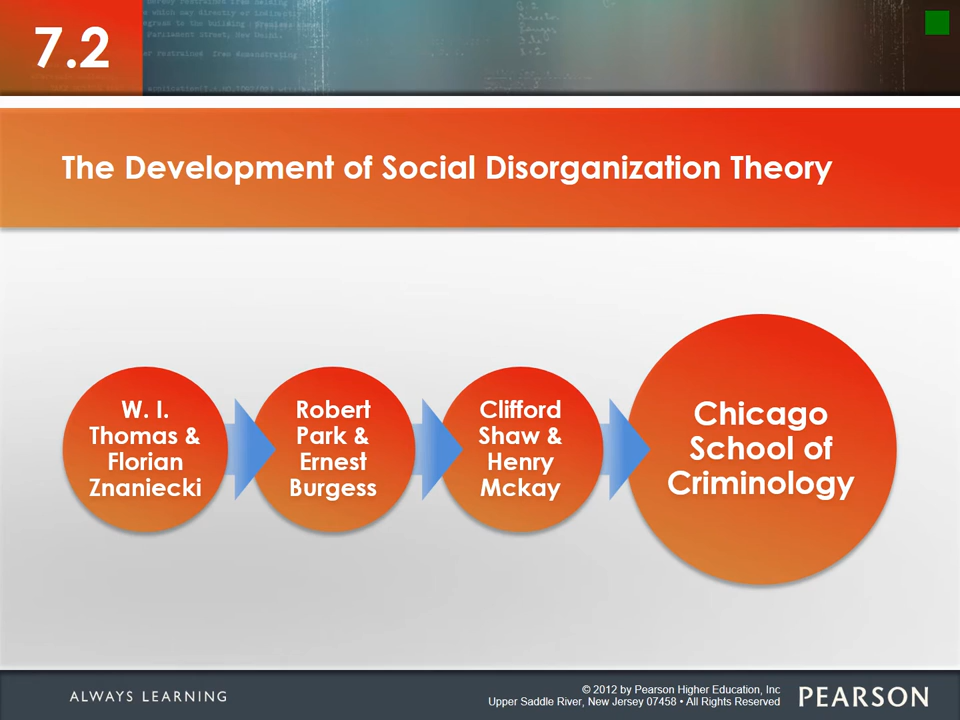 7.2
The Development of Social Disorganization Theory
W. I.
Thomas &
Florian
Znaniecki
Robert
Park &
Ernest
Burgess
Clifford
Shaw &
Henry
Mckay
Chicago
School of
Criminology
ALWAYS LEARNING
© 2012 by Pearson Higher Education, Inc
Upper Saddle River, New Jersey 07458 • All Rights Reserved
PEARSON